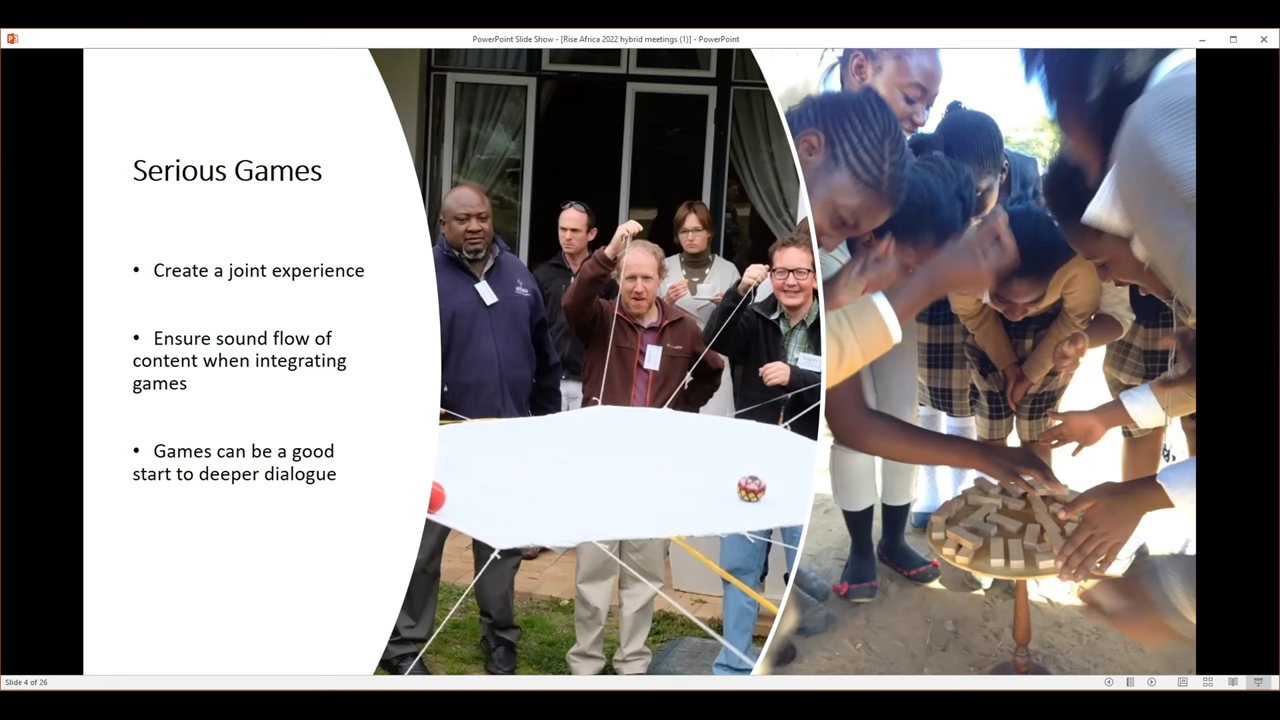 PowerPoint Slide Show - [Rise Africa 2022 hybrid meetings (1)] - PowerPoint
Serious Games
• Create a joint experience
• Ensure sound flow of
content when integrating
games
• Games can be a good
start to deeper dialogue
Slide 4 of 26